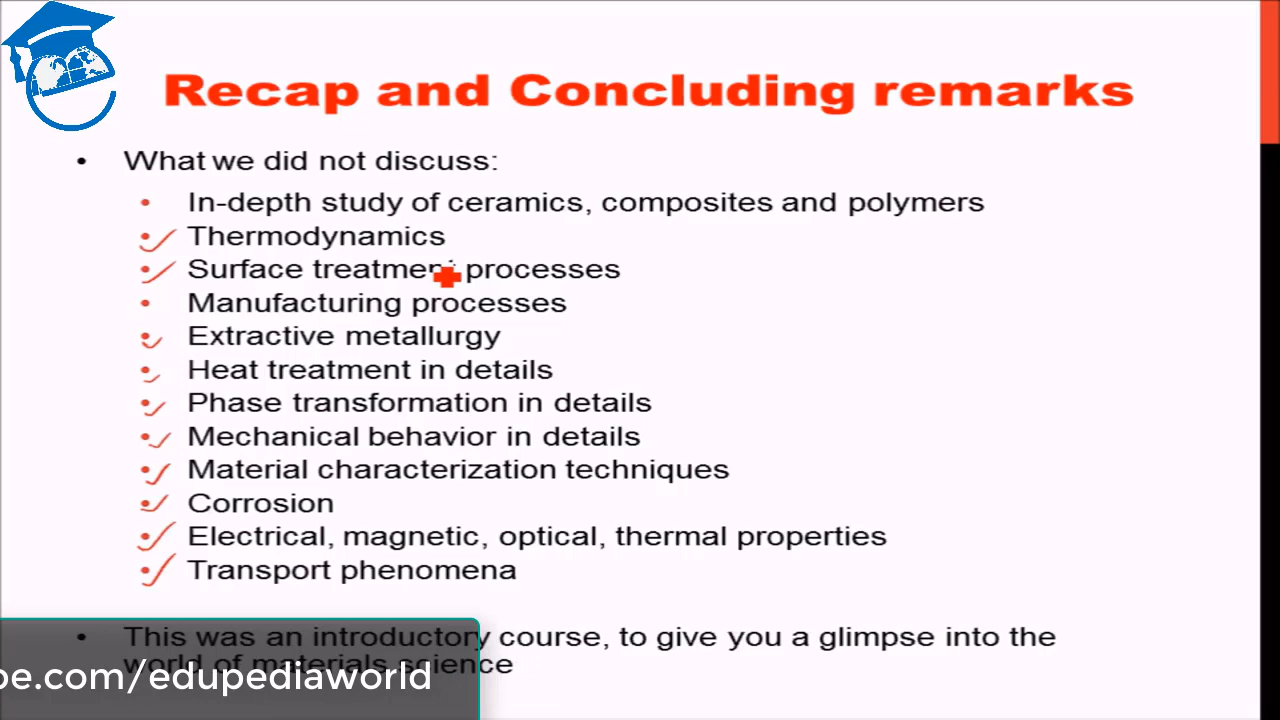 Recap and Concluding remarks
• What we did not discuss:
• In-depth study of ceramics, composites and polymers
• Thermodynamics
• Surface treatment processes
• Manufacturing processes
• Extractive metallurgy
• Heat treatment in details
• Phase transformation in details
• Mechanical behavior in details
• Material characterization techniques
• Corrosion
• Electrical, magnetic, optical, thermal properties
• Transport phenomena
• This was an introductory course, to give you a glimpse into the
world of materials science
be.com/edupediaworld